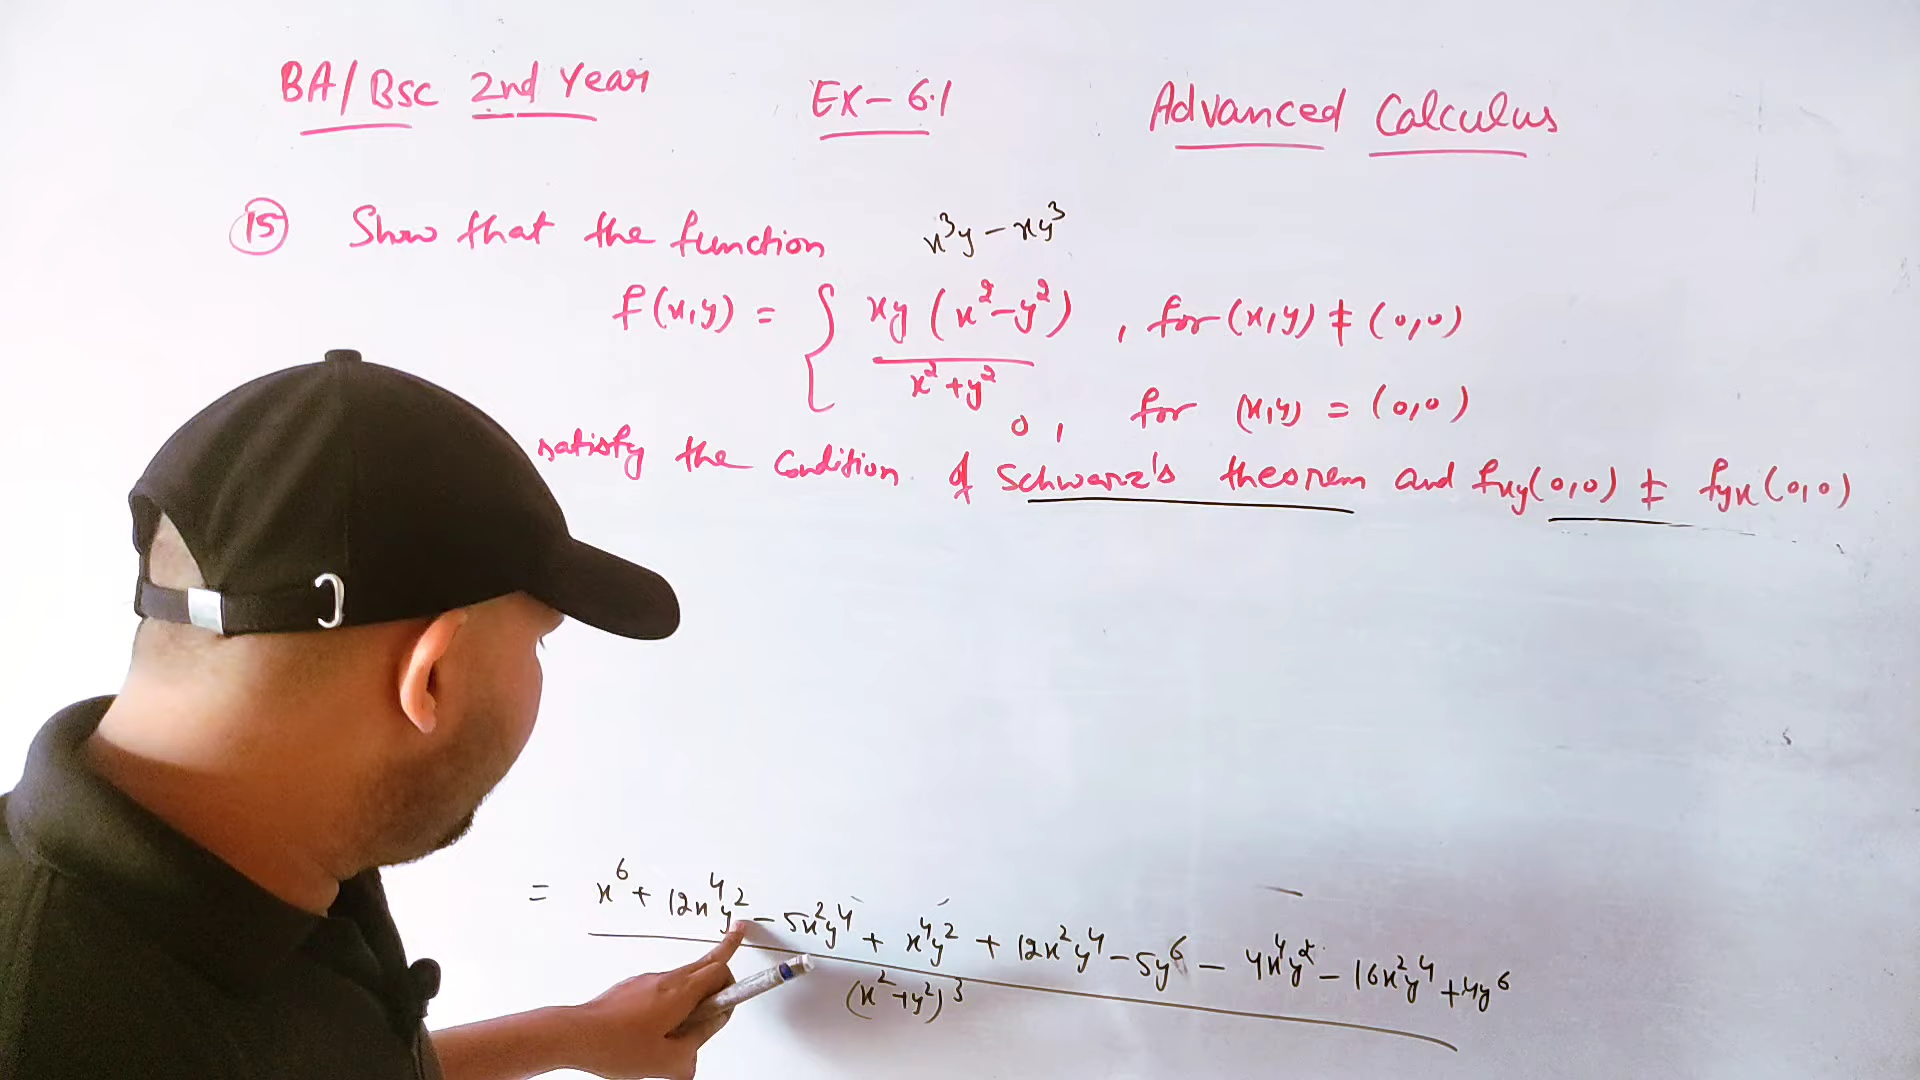 BA/BSc 2nd Year EX-6.1 Advanced Calculus
(15) Show that the function x³y - xy³
f(x,y) = { xy (x²-y²) / x²+y² , for (x,y) ≠ (0,0)
0, for (x,y) = (0,0)
satisfy the condition of Schwarz's theorem and fxy(0,0) ≠ fyx(0,0)
= x⁶ + 12x⁴y² - 5x²y⁴ + x⁴y² + 12x²y⁴ - 5y⁶ - 4x⁴y² - 16x²y⁴ + 4y⁶
(x²+y²)³